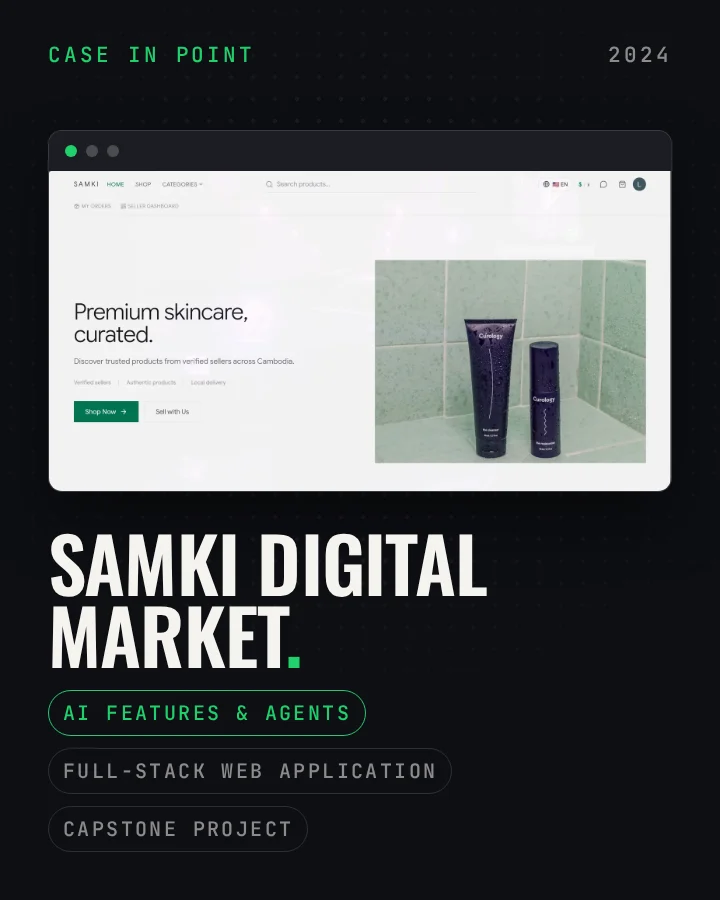 CASE IN POINT
2024
SAMKI HOME SHOP CATEGORIES
Search products...
EN
$
L
MY ORDERS SELLER DASHBOARD
Premium skincare,
curated.
Discover trusted products from verified sellers across Cambodia.
Verified sellers Authentic products Local delivery
Shop Now → Sell with Us
Curology
Curology
SAMKI DIGITAL
MARKET.
AI FEATURES & AGENTS
FULL-STACK WEB APPLICATION
CAPSTONE PROJECT